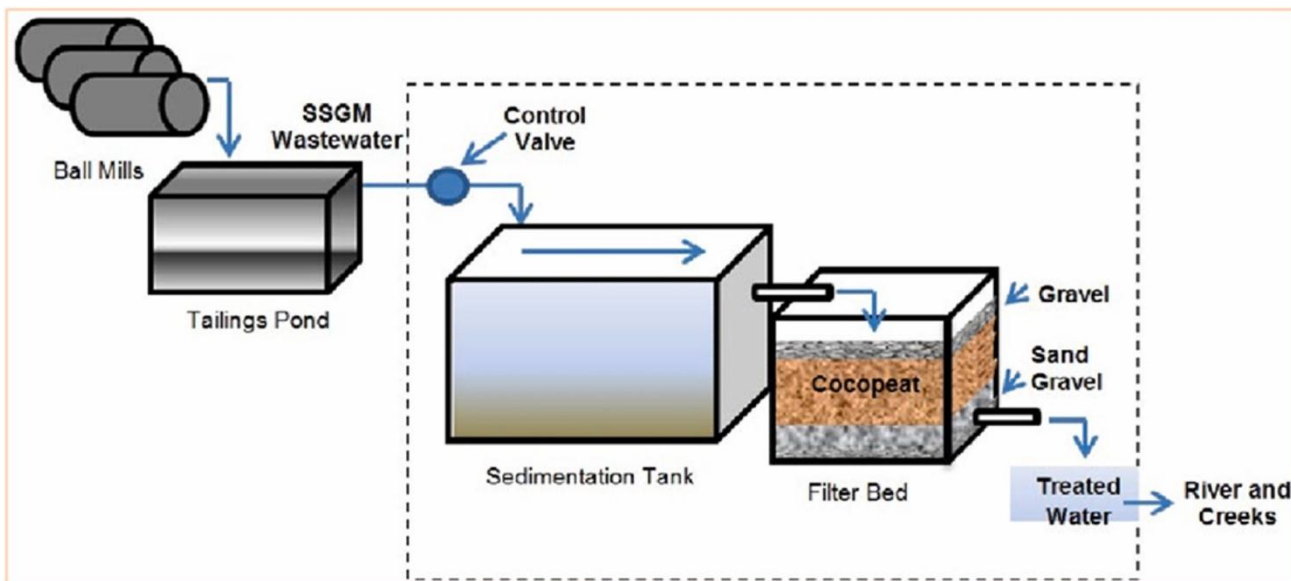 Ball Mills
SSGM
Wastewater
Control
Valve
Tailings Pond
Sedimentation Tank
Gravel
Sand
Gravel
Cocopeat
Filter Bed
Treated
Water
River and
Creeks